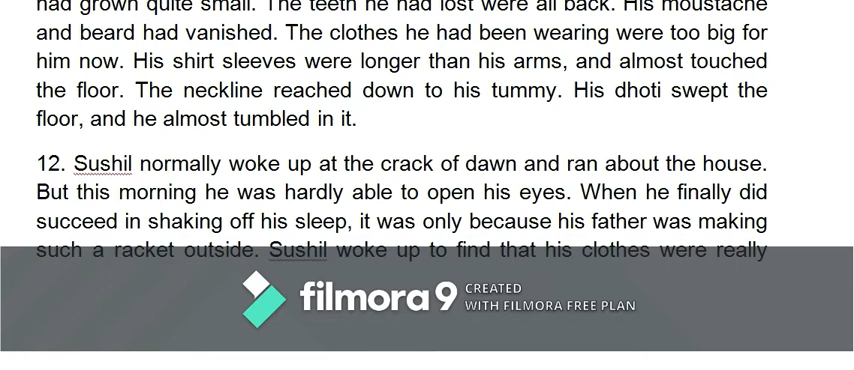 had grown quite small. The teeth he had lost were all back. His moustache
and beard had vanished. The clothes he had been wearing were too big for
him now. His shirt sleeves were longer than his arms, and almost touched
the floor. The neckline reached down to his tummy. His dhoti swept the
floor, and he almost tumbled in it.
12. Sushil normally woke up at the crack of dawn and ran about the house.
But this morning he was hardly able to open his eyes. When he finally did
succeed in shaking off his sleep, it was only because his father was making
such a racket outside. Sushil woke up to find that his clothes were really
filmora 9 CREATED
WITH FILMORA FREE PLAN